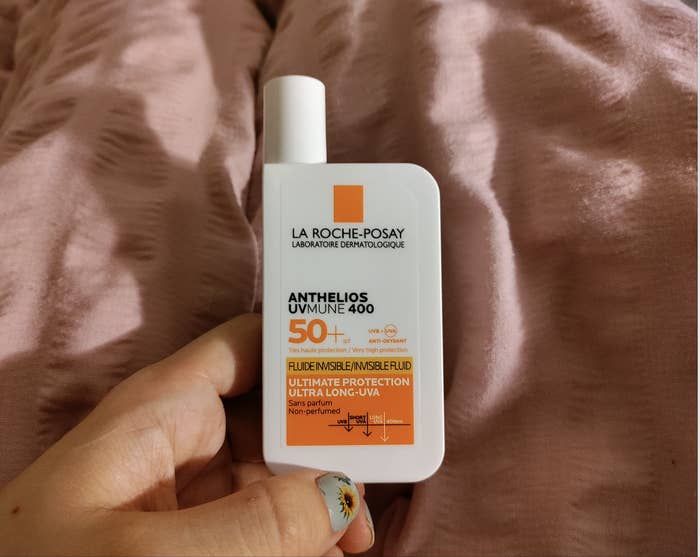 LA ROCHE-POSAY
LABORATOIRE DERMATOLOGIQUE
ANTHELIOS
UVMUNE 400
50+
UVB + UVA
ANTI-OXYDANT
Très haute protection / Very high protection
FLUIDE INVISIBLE/INVISIBLE FLUID
ULTIMATE PROTECTION
ULTRA LONG-UVA
Sans parfum
Non-perfumed
UVB
SHORT UVA
LONG UVA
400nm